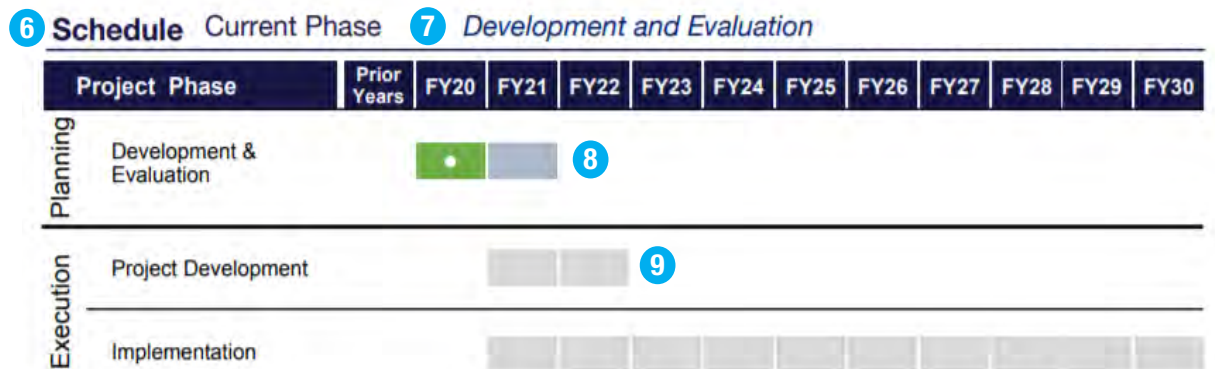 6 Schedule Current Phase 7 Development and Evaluation
Project Phase Prior Years FY20 FY21 FY22 FY23 FY24 FY25 FY26 FY27 FY28 FY29 FY30
Planning
Development &
Evaluation
8
Execution
Project Development 9
Implementation